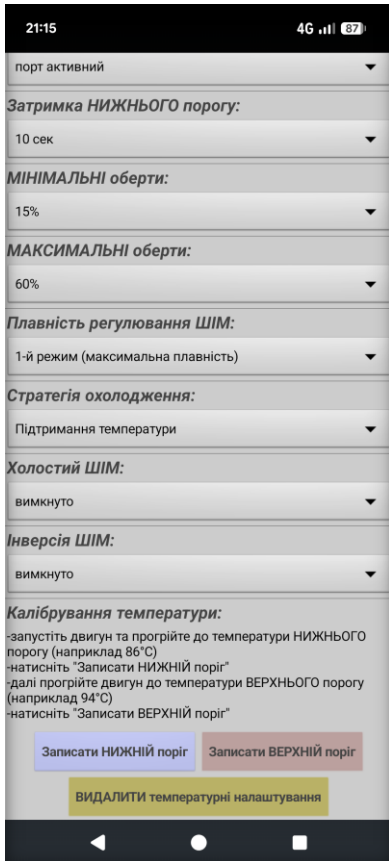 21:15
4G 87
порт активний
Затримка НИЖНЬОГО порогу:
10 сек
МІНІМАЛЬНІ оберти:
15%
МАКСИМАЛЬНІ оберти:
60%
Плавність регулювання ШІМ:
1-й режим (максимальна плавність)
Стратегія охолодження:
Підтримання температури
Холостий ШІМ:
вимкнуто
Інверсія ШІМ:
вимкнуто
Калібрування температури:
-запустіть двигун та прогрійте до температури НИЖНЬОГО
порогу (наприклад 86°С)
-натисніть "Записати НИЖНІЙ поріг"
-далі прогрійте двигун до температури ВЕРХНЬОГО порогу
(наприклад 94°С)
-натисніть "Записати ВЕРХНІЙ поріг"
Записати НИЖНІЙ поріг
Записати ВЕРХНІЙ поріг
ВИДАЛИТИ температурні налаштування